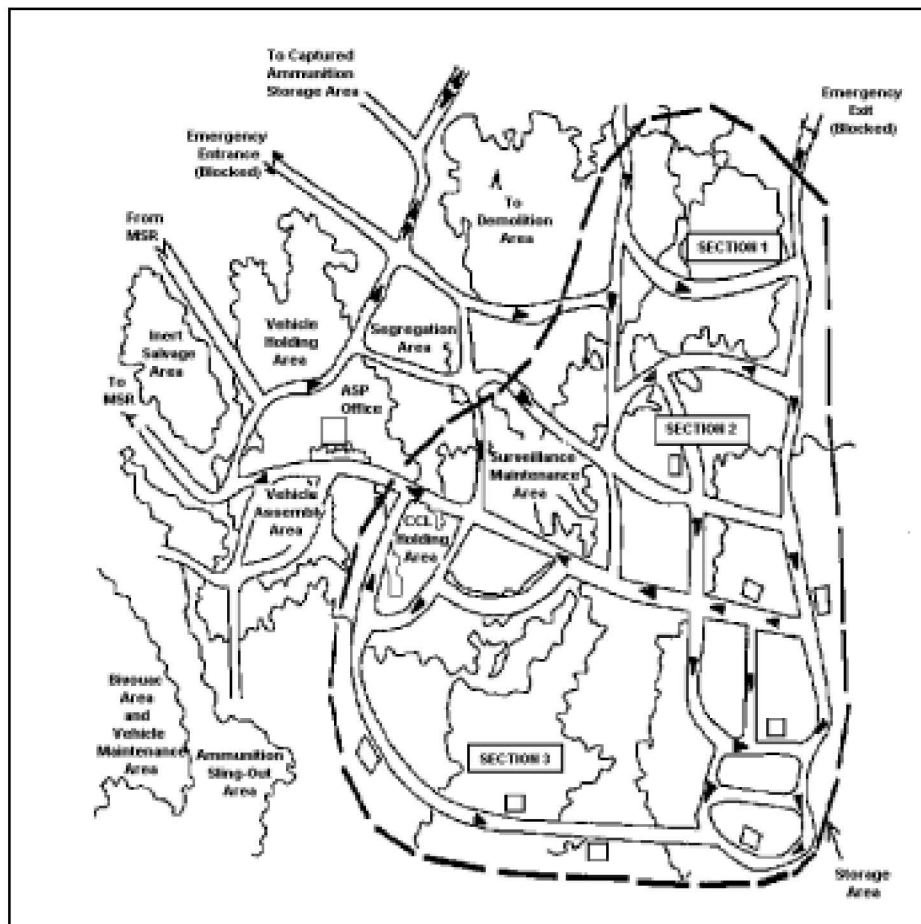 To Captured
Ammunition
Storage Area
Emergency
Exit
(Blocked)
Emergency
Entrance
(Blocked)
To
Demolition
Area
From
MSR
SECTION 1
Vehicle
Holding
Area
Segregation
Area
Inert
Salvage
Area
To
MSR
ASP
Office
SECTION 2
Surveillance
Maintenance
Area
Vehicle
Assembly
Area
CCL
Holding
Area
Bivouac
Area
and
Vehicle
Maintenance
Area
Ammunition
Sling-Out
Area
SECTION 3
Storage
Area